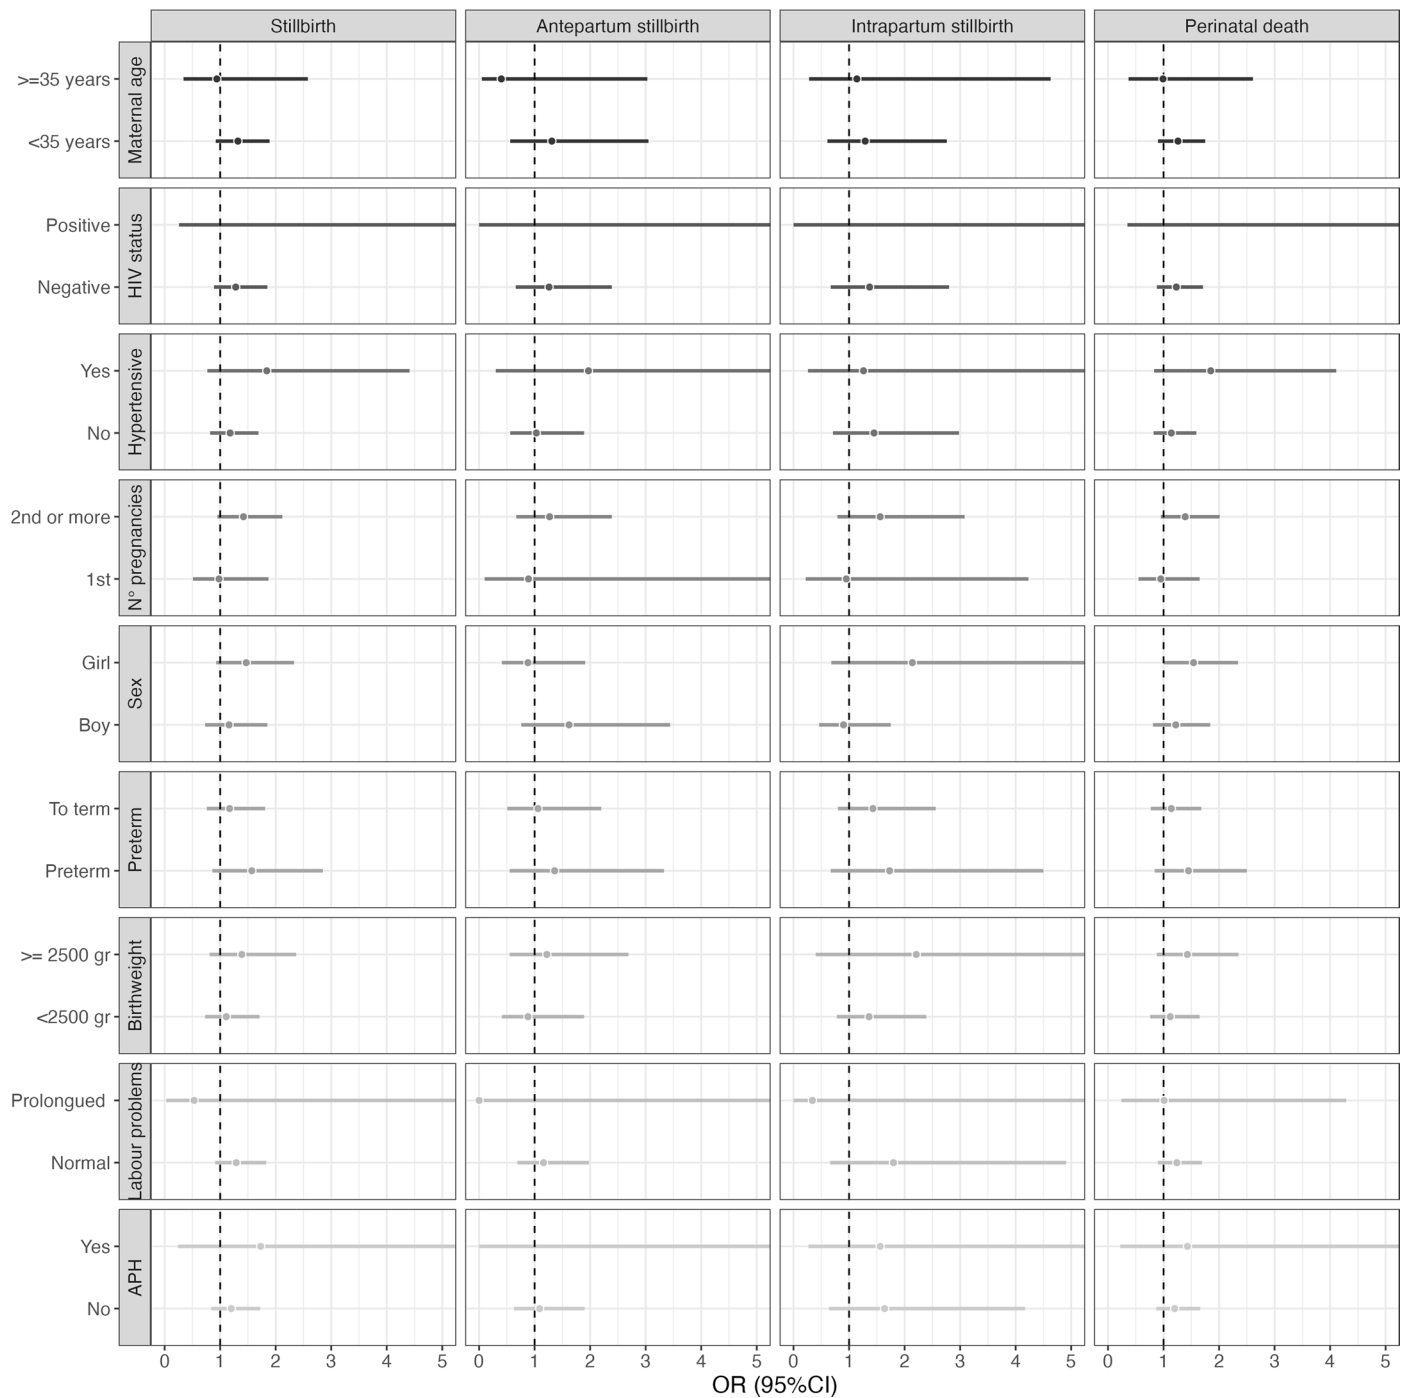 Stillbirth Antepartum stillbirth Intrapartum stillbirth Perinatal death
Maternal age
>=35 years
<35 years
HIV status
Positive
Negative
Hypertensive
Yes
No
N° pregnancies
2nd or more
1st
Sex
Girl
Boy
Preterm
To term
Preterm
Birthweight
>= 2500 gr
<2500 gr
Labour problems
Prolongued
Normal
APH
Yes
No
0 1 2 3 4 5 0 1 2 3 4 5 0 1 2 3 4 5 0 1 2 3 4 5
OR (95%CI)